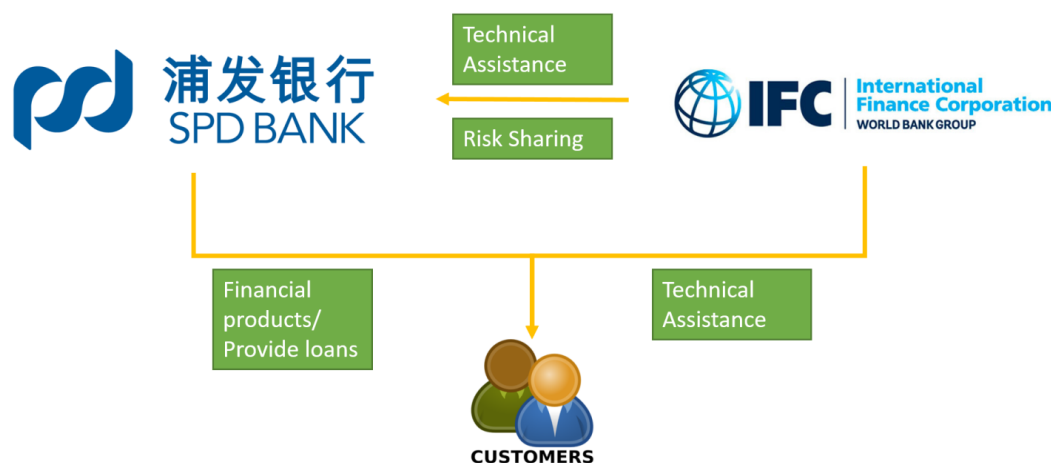 Technical
Assistance
浦发银行
SPD BANK
IFC
International
Finance Corporation
WORLD BANK GROUP
Risk Sharing
Financial
products/
Provide loans
Technical
Assistance
CUSTOMERS